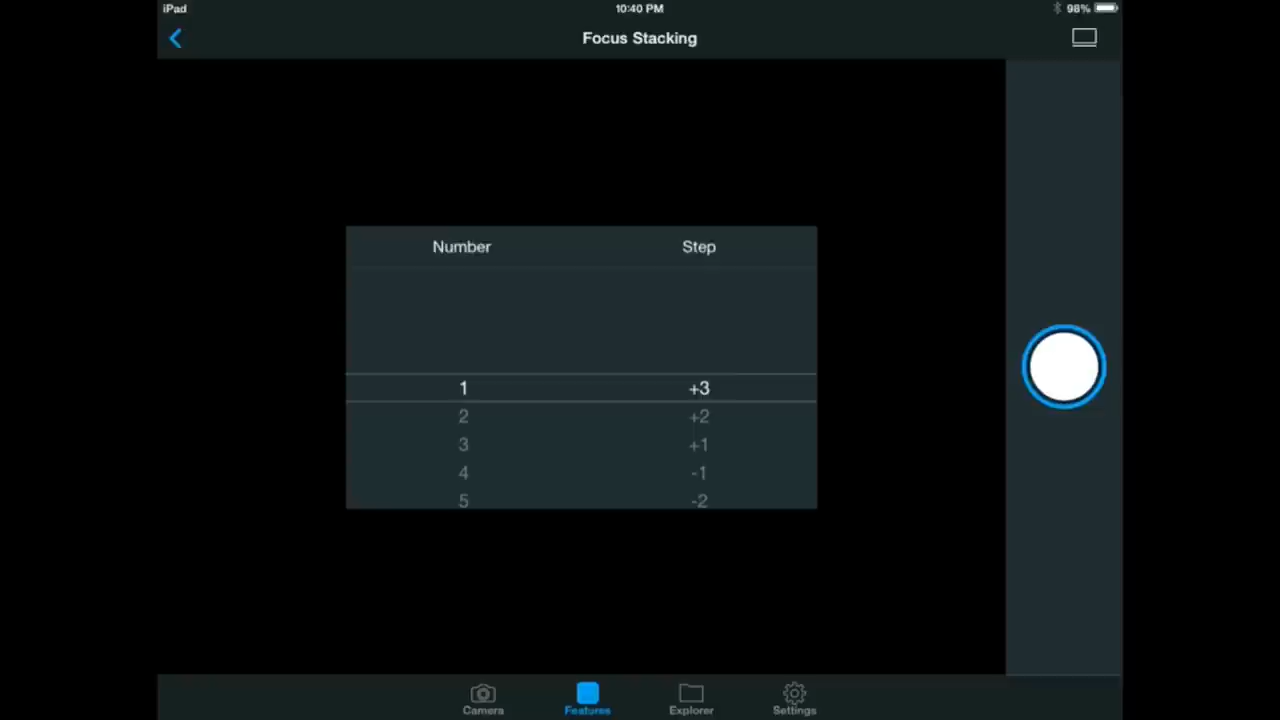 iPad 10:40 PM 98%
Focus Stacking
Number Step
1 +3
2 +2
3 +1
4 -1
5 -2
Camera Features Explorer Settings